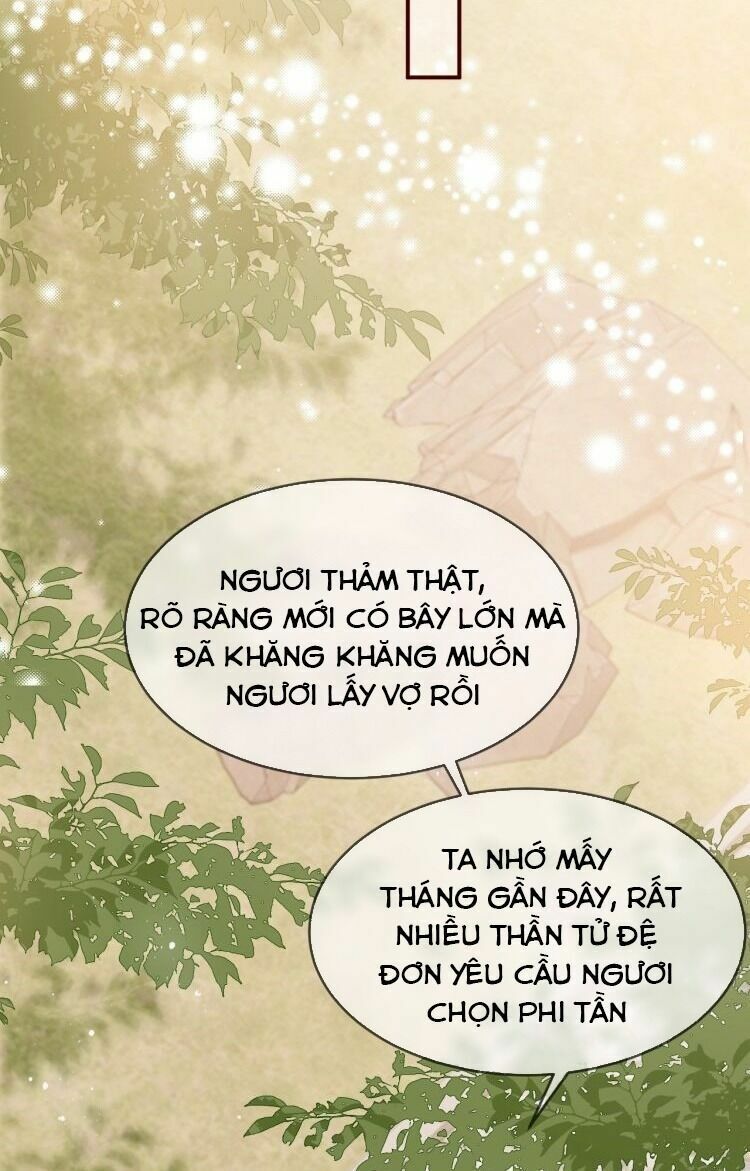 NGƯƠI THẢM THẬT,
RÕ RÀNG MỚI CÓ BÂY LỚN MÀ
ĐÃ KHĂNG KHĂNG MUỐN
NGƯƠI LẤY VỢ RỒI
TA NHỚ MẤY
THÁNG GẦN ĐÂY, RẤT
NHIỀU THẦN TỬ ĐỆ
ĐƠN YÊU CẦU NGƯƠI
CHỌN PHI TẦN